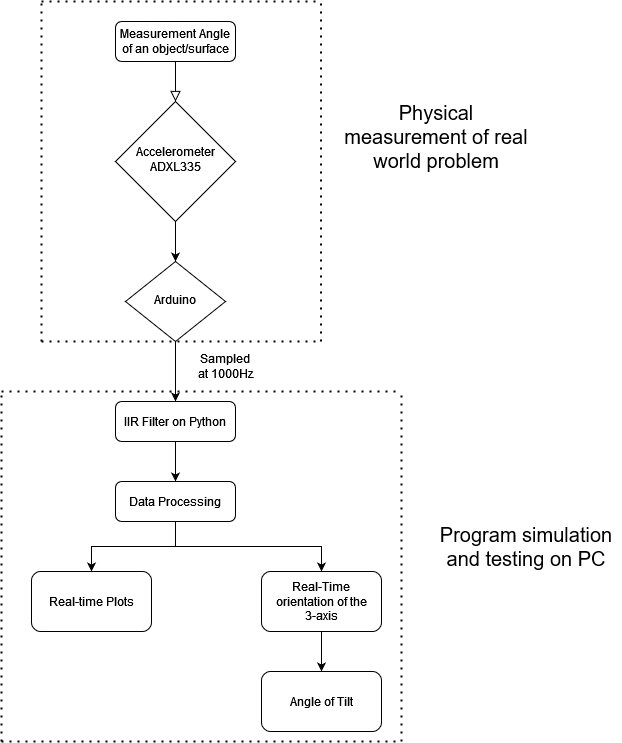 Measurement Angle
of an object/surface
Accelerometer
ADXL335
Physical
measurement of real
world problem
Arduino
Sampled
at 1000Hz
IIR Filter on Python
Data Processing
Program simulation
and testing on PC
Real-time Plots
Real-Time
orientation of the
3-axis
Angle of Tilt